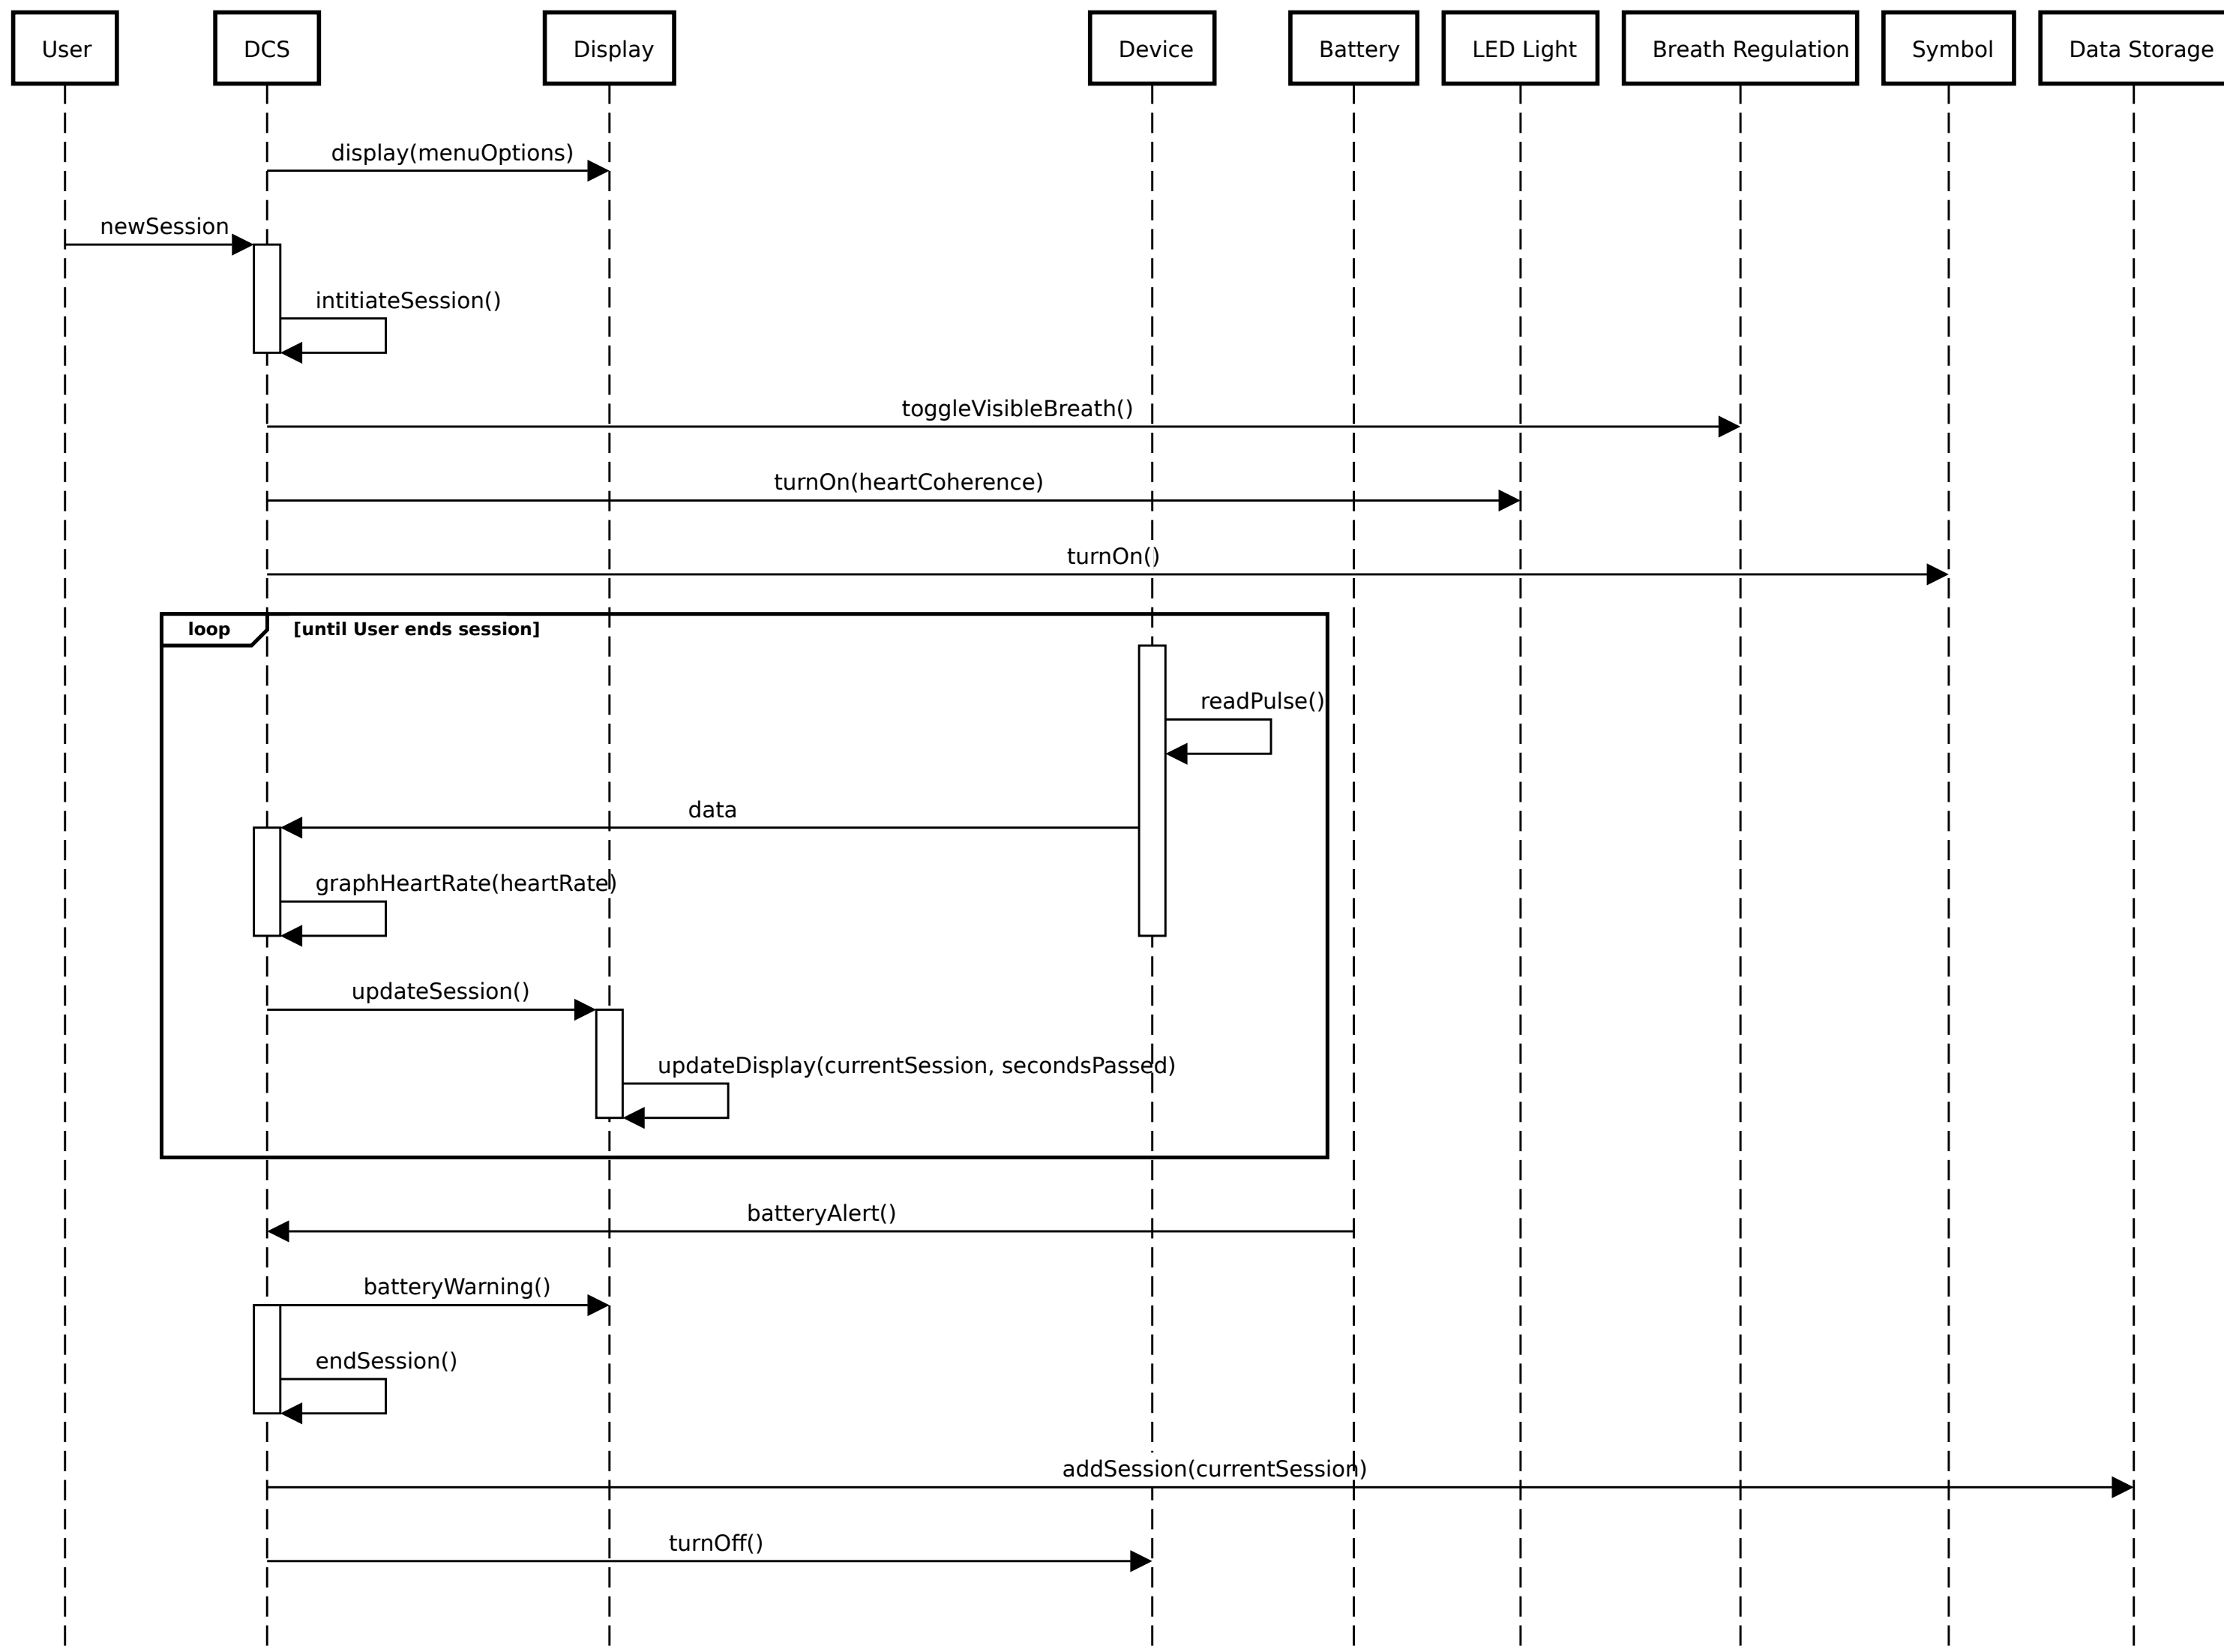 User
DCS
Display
Device
Battery
LED Light
Breath Regulation
Symbol
Data Storage
display(menuOptions)
newSession
intitiateSession()
toggleVisibleBreath()
turnOn(heartCoherence)
turnOn()
loop
[until User ends session]
readPulse()
data
graphHeartRate(heartRate)
updateSession()
updateDisplay(currentSession, secondsPassed)
batteryAlert()
batteryWarning()
endSession()
addSession(currentSession)
turnOff()